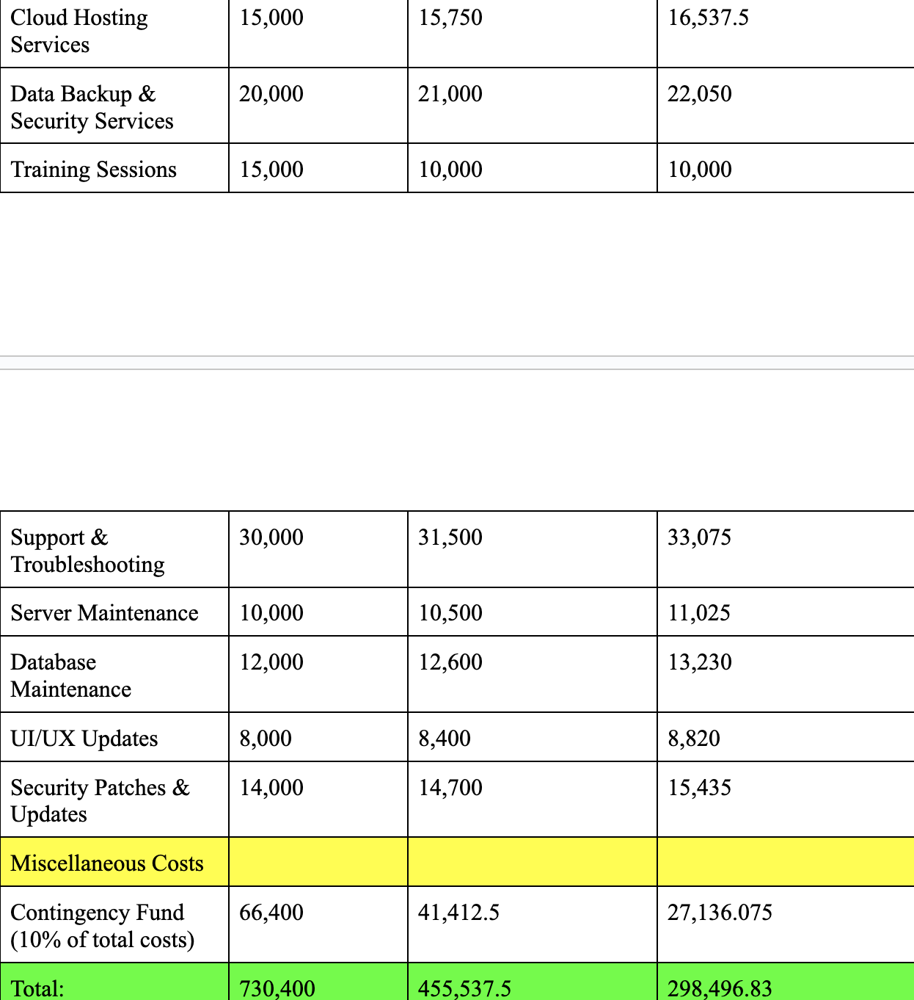 Cloud Hosting 15,000 15,750 16,537.5
Services
Data Backup & 20,000 21,000 22,050
Security Services
Training Sessions 15,000 10,000 10,000
Support & 30,000 31,500 33,075
Troubleshooting
Server Maintenance 10,000 10,500 11,025
Database 12,000 12,600 13,230
Maintenance
UI/UX Updates 8,000 8,400 8,820
Security Patches & 14,000 14,700 15,435
Updates
Miscellaneous Costs
Contingency Fund 66,400 41,412.5 27,136.075
(10% of total costs)
Total: 730,400 455,537.5 298,496.83